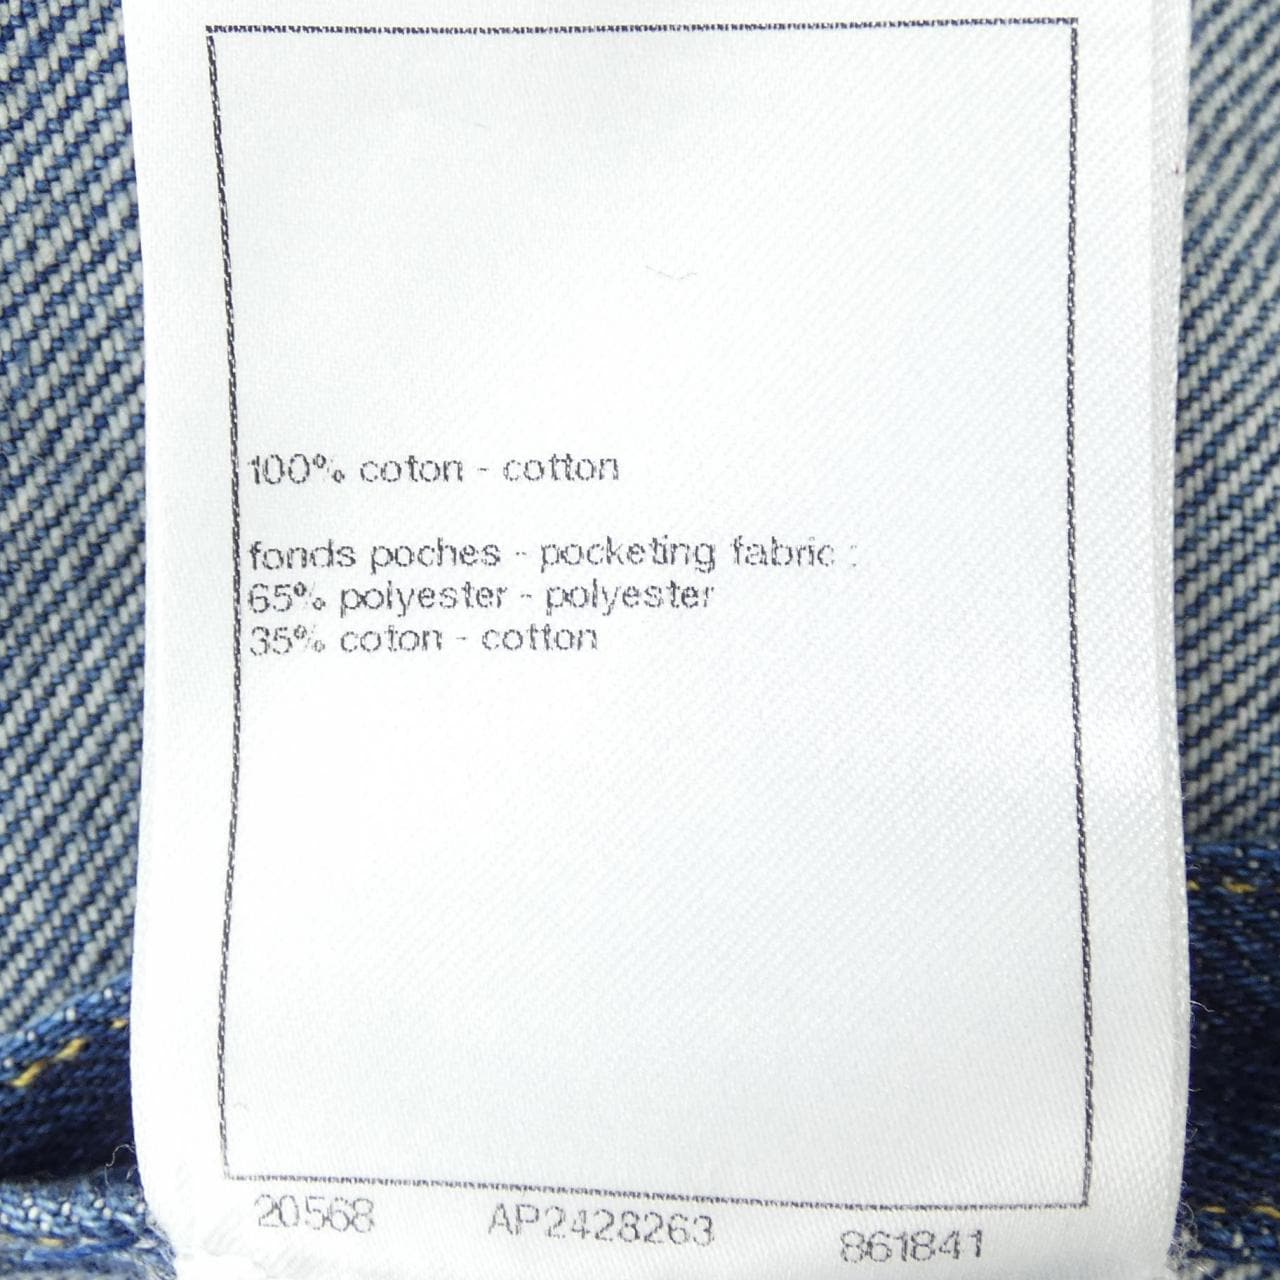 100% coton - cotton
fonds poches - pocketing fabric :
65% polyester - polyester
35% coton - cotton
20568 AP2428263 861841